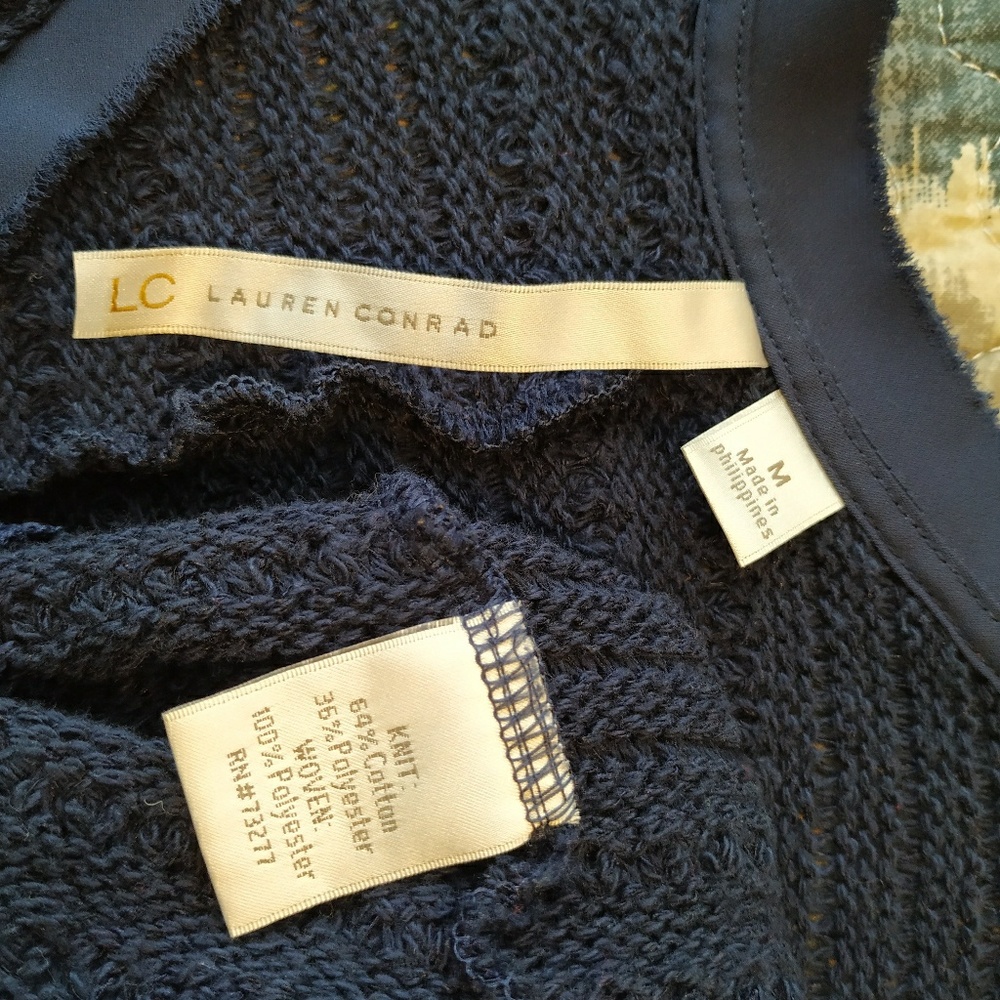 LC LAUREN CONRAD
M
Made in
philippines
KNIT:
64% Cotton
36% Polyester
WOVEN:
100% Polyester
RN#73277